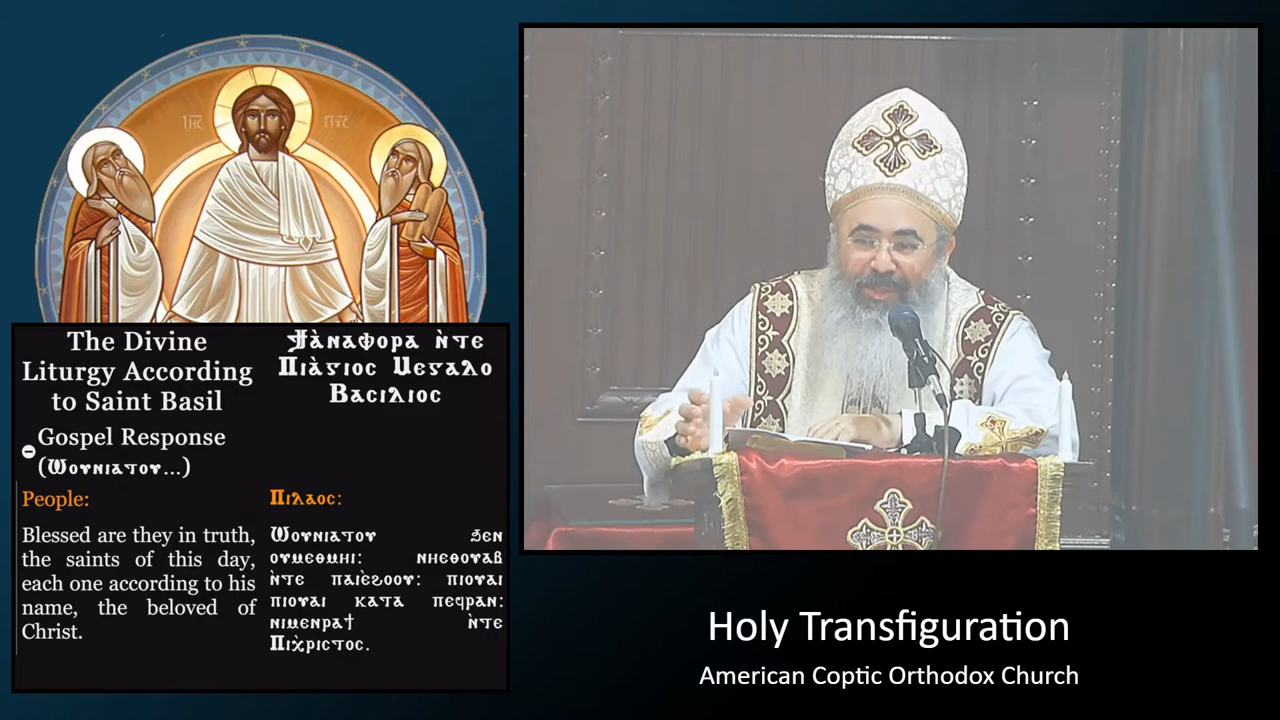 ⲒⲎⲤ ⲠⲬⲤ
The Divine
Liturgy According
to Saint Basil
Ϯⲁ̀ⲛⲁⲫⲟⲣⲁ ⲛ̀ⲧⲉ
Ⲡⲓⲁ̀ⲅⲓⲟⲥ Ⲙⲉⲅⲁⲗⲟ
Ⲃⲁⲥⲓⲗⲓⲟⲥ
Gospel Response
(Ⲱⲟⲩⲛⲓⲁⲧⲟⲩ...)
People:
Blessed are they in truth,
the saints of this day,
each one according to his
name, the beloved of
Christ.
Ⲡⲓⲗⲁⲟⲥ:
Ⲱⲟⲩⲛⲓⲁⲧⲟⲩ ϧⲉⲛ
ⲟⲩⲙⲉⲑⲙⲏⲓ: ⲛⲏⲉⲑⲟⲩⲁⲃ
ⲛ̀ⲧⲉ ⲡⲁⲓⲉ̀ϩⲟⲟⲩ: ⲡⲓⲟⲩⲁⲓ
ⲡⲓⲟⲩⲁⲓ ⲕⲁⲧⲁ ⲡⲉϥⲣⲁⲛ:
ⲛⲓⲙⲉⲛⲣⲁϯ ⲛ̀ⲧⲉ
Ⲡⲓⲭ̀ⲣⲓⲥⲧⲟⲥ.
Holy Transfiguration
American Coptic Orthodox Church